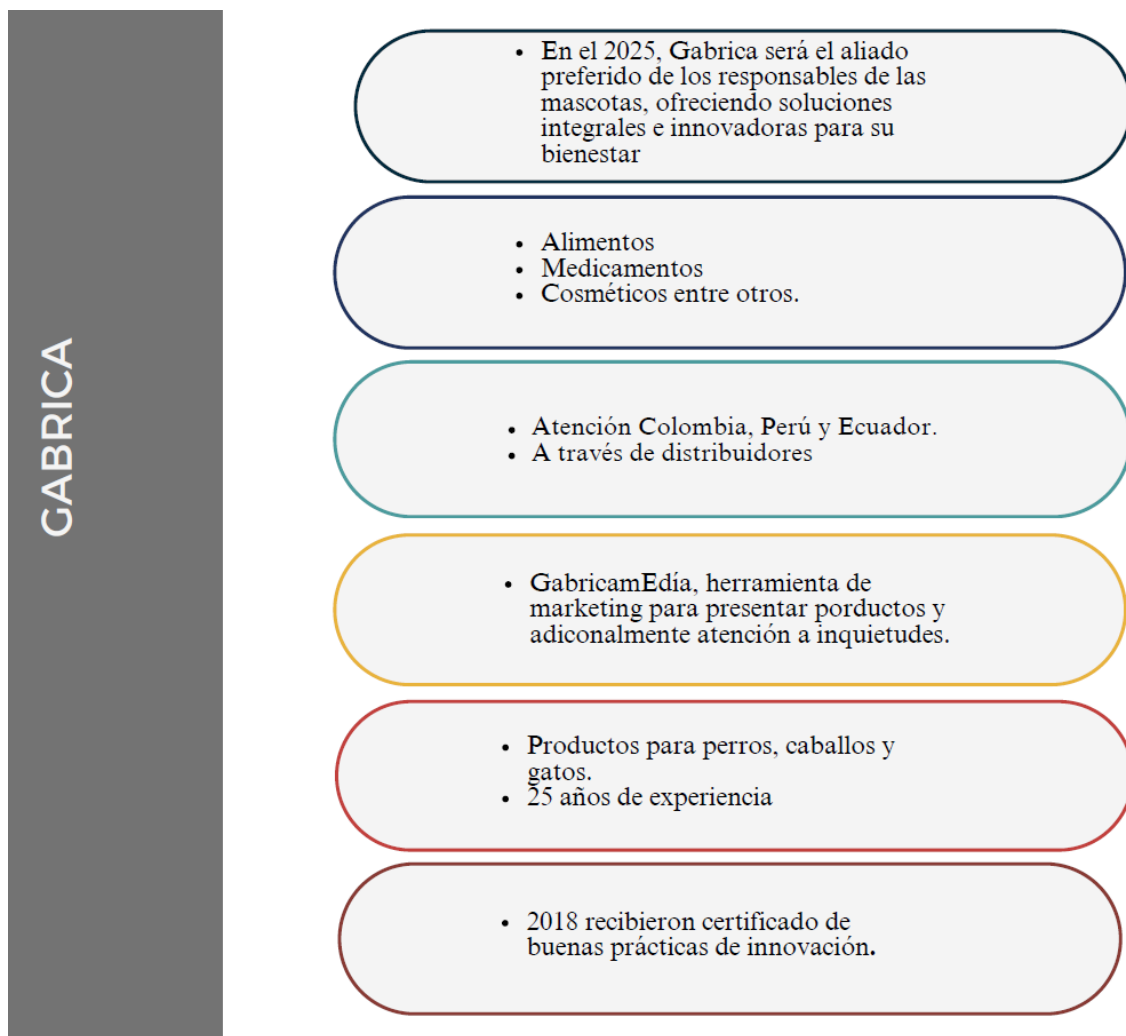 GABRICA
• En el 2025, Gabrica será el aliado
preferido de los responsables de las
mascotas, ofreciendo soluciones
integrales e innovadoras para su
bienestar
• Alimentos
• Medicamentos
• Cosméticos entre otros.
• Atención Colombia, Perú y Ecuador.
• A través de distribuidores
• GabricamEdía, herramienta de
marketing para presentar porductos y
adiconalmente atención a inquietudes.
• Productos para perros, caballos y
gatos.
• 25 años de experiencia
• 2018 recibieron certificado de
buenas prácticas de innovación.